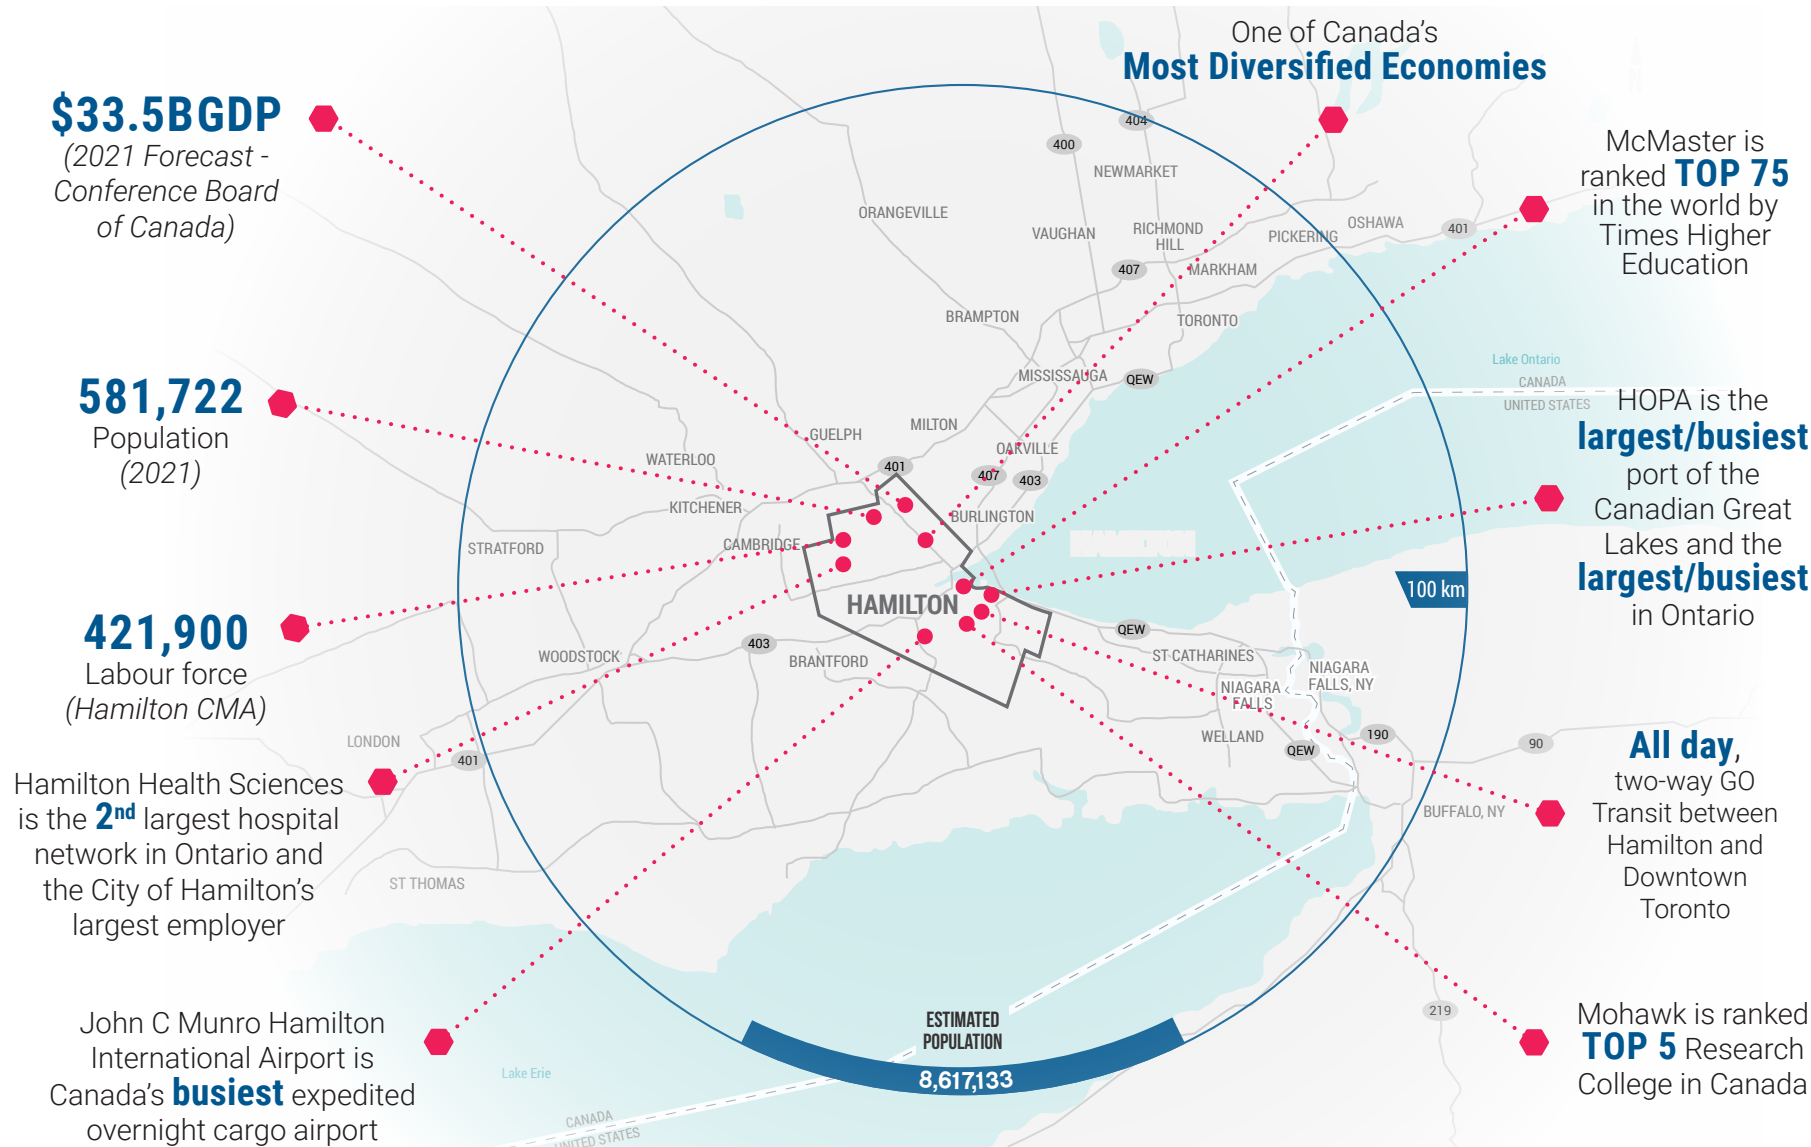 One of Canada's
Most Diversified Economies
$33.5BGDP
(2021 Forecast -
Conference Board
of Canada)
581,722
Population
(2021)
421,900
Labour force
(Hamilton CMA)
Hamilton Health Sciences
is the 2nd largest hospital
network in Ontario and
the City of Hamilton's
largest employer
John C Munro Hamilton
International Airport is
Canada's busiest expedited
overnight cargo airport
McMaster is
ranked TOP 75
in the world by
Times Higher
Education
HOPA is the
largest/busiest
port of the
Canadian Great
Lakes and the
largest/busiest
in Ontario
All day,
two-way GO
Transit between
Hamilton and
Downtown
Toronto
Mohawk is ranked
TOP 5 Research
College in Canada
404
400
NEWMARKET
ORANGEVILLE
VAUGHAN
RICHMOND
HILL
PICKERING
OSHAWA
401
407
MARKHAM
BRAMPTON
TORONTO
MISSISSAUGA
QEW
Lake Ontario
CANADA
UNITED STATES
MILTON
GUELPH
OAKVILLE
WATERLOO
401
407
403
KITCHENER
BURLINGTON
CAMBRIDGE
STRATFORD
HAMILTON
100 km
403
WOODSTOCK
BRANTFORD
QEW
ST CATHARINES
NIAGARA
FALLS, NY
NIAGARA
FALLS
WELLAND
QEW
190
90
LONDON
401
BUFFALO, NY
ST THOMAS
219
ESTIMATED
POPULATION
8,617,133
Lake Erie
CANADA
UNITED STATES